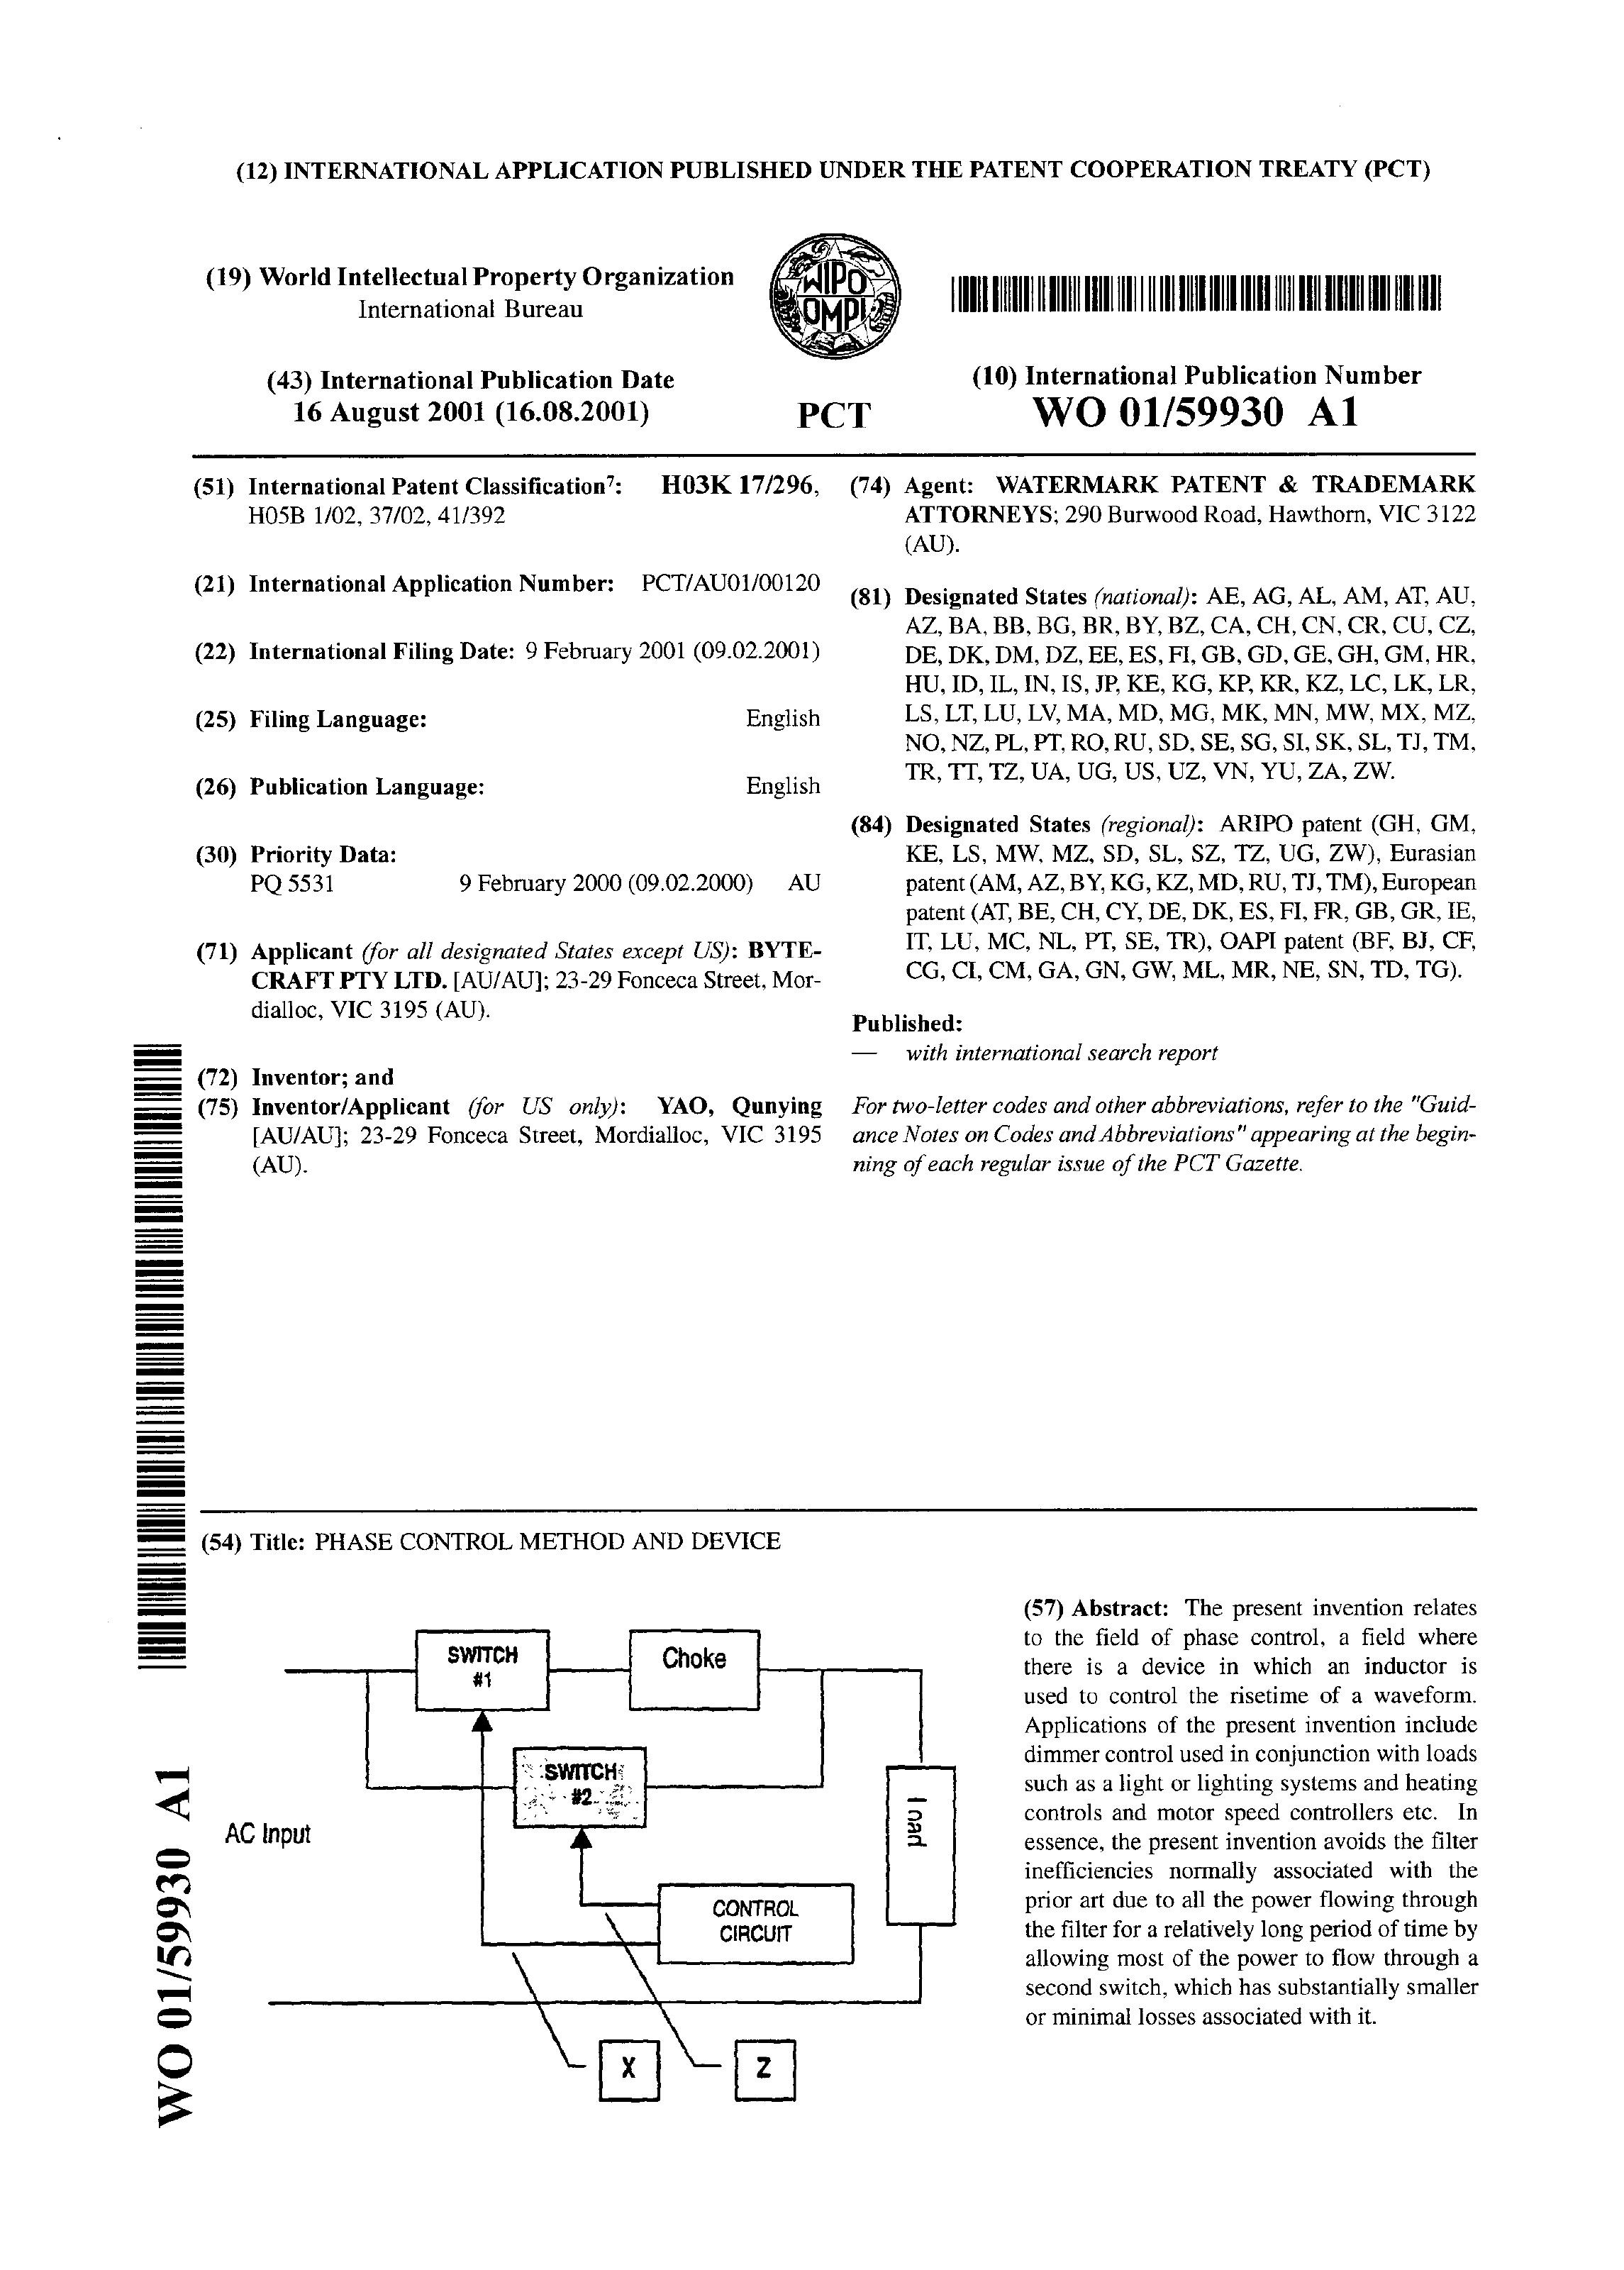 (12) INTERNATIONAL APPLICATION PUBLISHED UNDER THE PATENT COOPERATION TREATY (PCT)
(19) World Intellectual Property Organization
International Bureau
WIPO
OMPI
(43) International Publication Date
16 August 2001 (16.08.2001)
PCT
(10) International Publication Number
WO 01/59930 A1
(51) International Patent Classification7: H03K 17/296,
H05B 1/02, 37/02, 41/392
(21) International Application Number: PCT/AU01/00120
(22) International Filing Date: 9 February 2001 (09.02.2001)
(25) Filing Language: English
(26) Publication Language: English
(30) Priority Data:
PQ 5531 9 February 2000 (09.02.2000) AU
(71) Applicant (for all designated States except US): BYTE-
CRAFT PTY LTD. [AU/AU]; 23-29 Fonceca Street, Mor-
dialloc, VIC 3195 (AU).
(72) Inventor; and
(75) Inventor/Applicant (for US only): YAO, Qunying
[AU/AU]; 23-29 Fonceca Street, Mordialloc, VIC 3195
(AU).
(74) Agent: WATERMARK PATENT & TRADEMARK
ATTORNEYS; 290 Burwood Road, Hawthorn, VIC 3122
(AU).
(81) Designated States (national): AE, AG, AL, AM, AT, AU,
AZ, BA, BB, BG, BR, BY, BZ, CA, CH, CN, CR, CU, CZ,
DE, DK, DM, DZ, EE, ES, FI, GB, GD, GE, GH, GM, HR,
HU, ID, IL, IN, IS, JP, KE, KG, KP, KR, KZ, LC, LK, LR,
LS, LT, LU, LV, MA, MD, MG, MK, MN, MW, MX, MZ,
NO, NZ, PL, PT, RO, RU, SD, SE, SG, SI, SK, SL, TJ, TM,
TR, TT, TZ, UA, UG, US, UZ, VN, YU, ZA, ZW.
(84) Designated States (regional): ARIPO patent (GH, GM,
KE, LS, MW, MZ, SD, SL, SZ, TZ, UG, ZW), Eurasian
patent (AM, AZ, BY, KG, KZ, MD, RU, TJ, TM), European
patent (AT, BE, CH, CY, DE, DK, ES, FI, FR, GB, GR, IE,
IT, LU, MC, NL, PT, SE, TR), OAPI patent (BF, BJ, CF,
CG, CI, CM, GA, GN, GW, ML, MR, NE, SN, TD, TG).
Published:
— with international search report
For two-letter codes and other abbreviations, refer to the "Guid-
ance Notes on Codes and Abbreviations" appearing at the begin-
ning of each regular issue of the PCT Gazette.
(54) Title: PHASE CONTROL METHOD AND DEVICE
SWITCH
#1
Choke
SWITCH
#2
AC Input
Load
CONTROL
CIRCUIT
X
Z
(57) Abstract: The present invention relates
to the field of phase control, a field where
there is a device in which an inductor is
used to control the risetime of a waveform.
Applications of the present invention include
dimmer control used in conjunction with loads
such as a light or lighting systems and heating
controls and motor speed controllers etc. In
essence, the present invention avoids the filter
inefficiencies normally associated with the
prior art due to all the power flowing through
the filter for a relatively long period of time by
allowing most of the power to flow through a
second switch, which has substantially smaller
or minimal losses associated with it.
WO 01/59930 A1